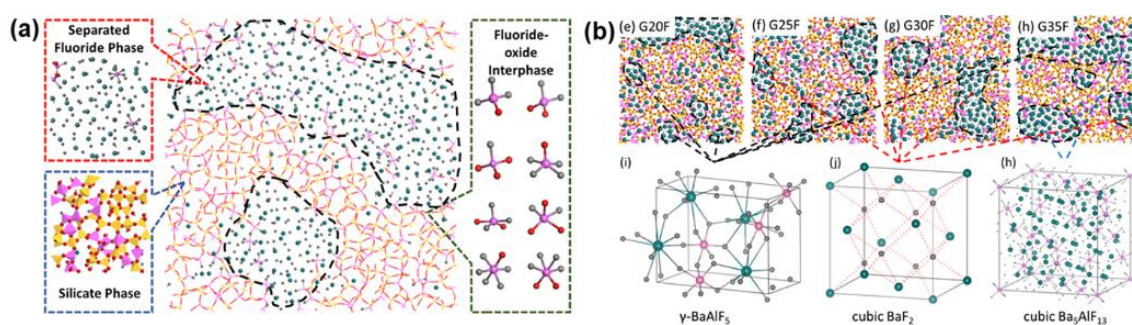 (a)
Separated
Fluoride Phase
Silicate Phase
Fluoride-
oxide
Interphase
(b)
(e) G20F
(f) G25F
(g) G30F
(h) G35F
(i)
(j)
(h)
γ-BaAlF₅
cubic BaF₂
cubic Ba₅AlF₁₃